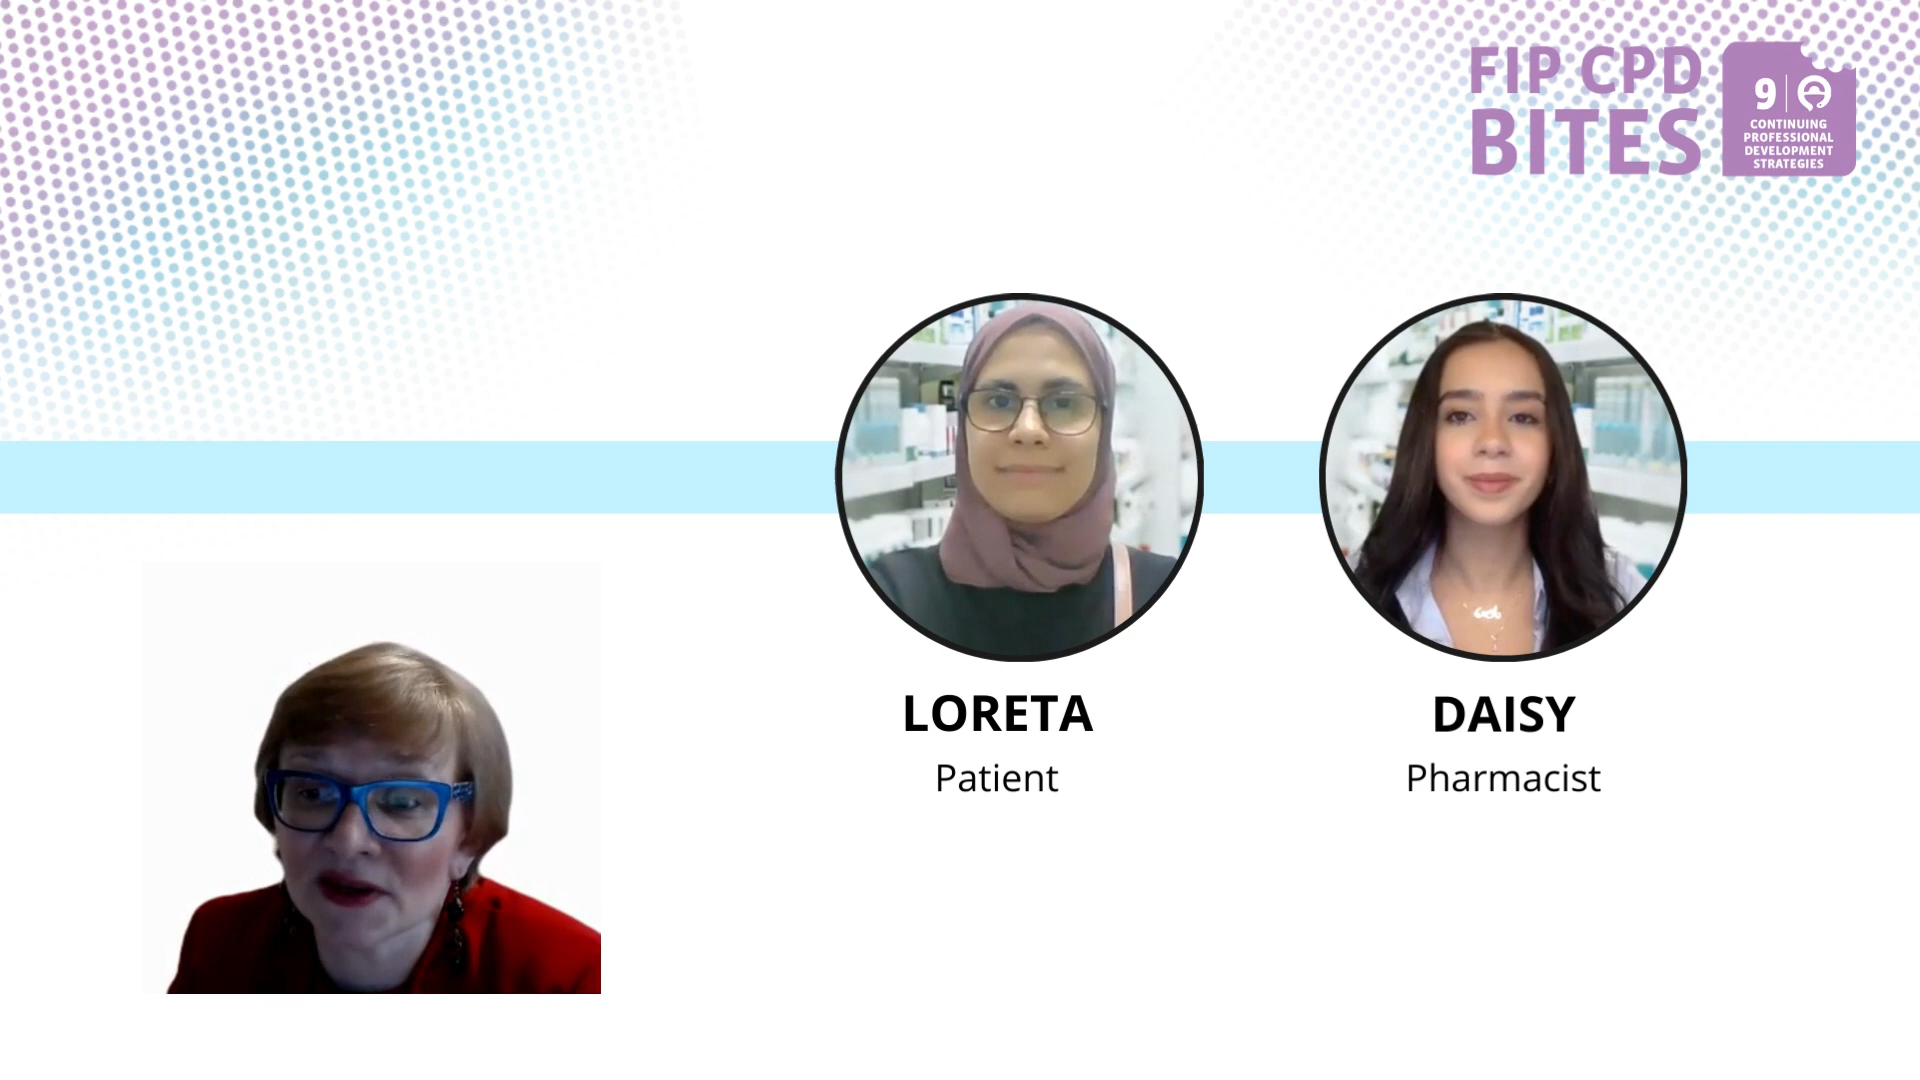 FIP CPD
BITES
9
CONTINUING
PROFESSIONAL
DEVELOPMENT
STRATEGIES
LORETA
Patient
DAISY
Pharmacist